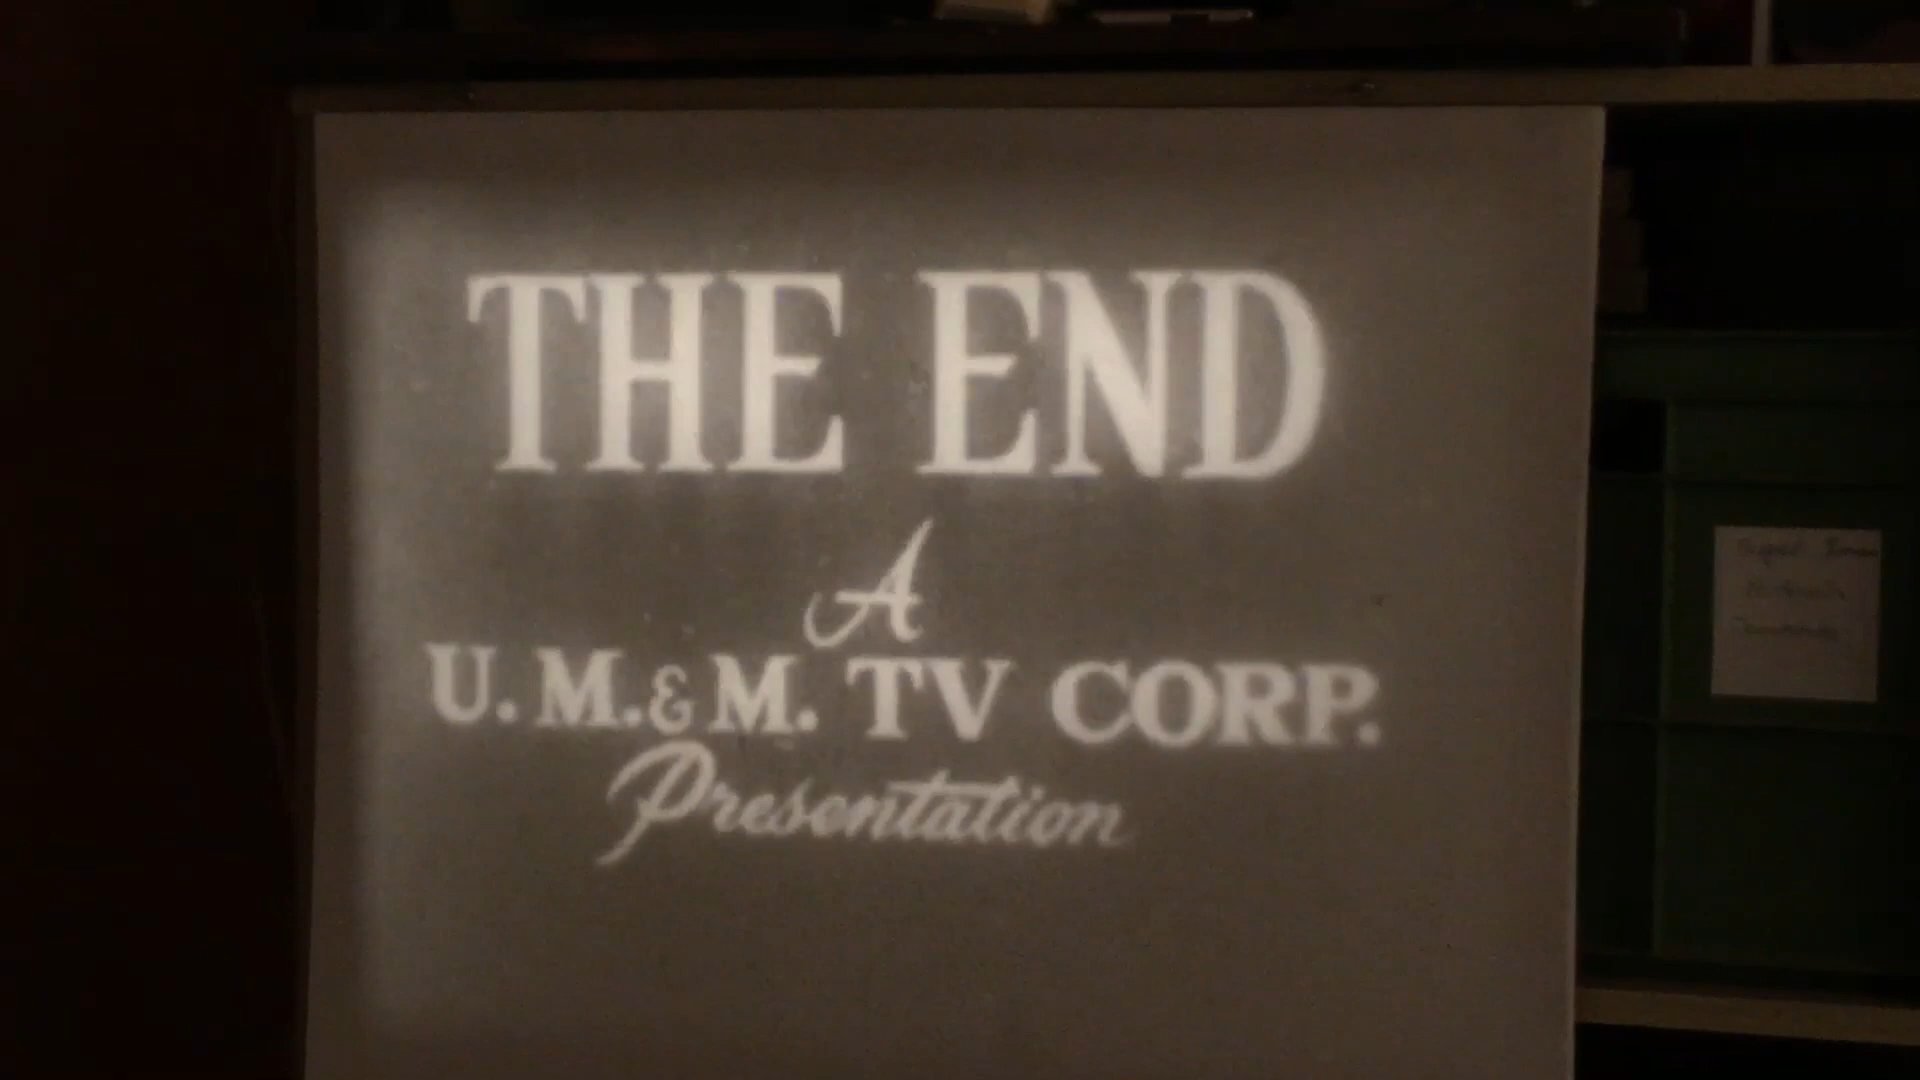 THE END
A
U. M. & M. TV CORP.
Presentation